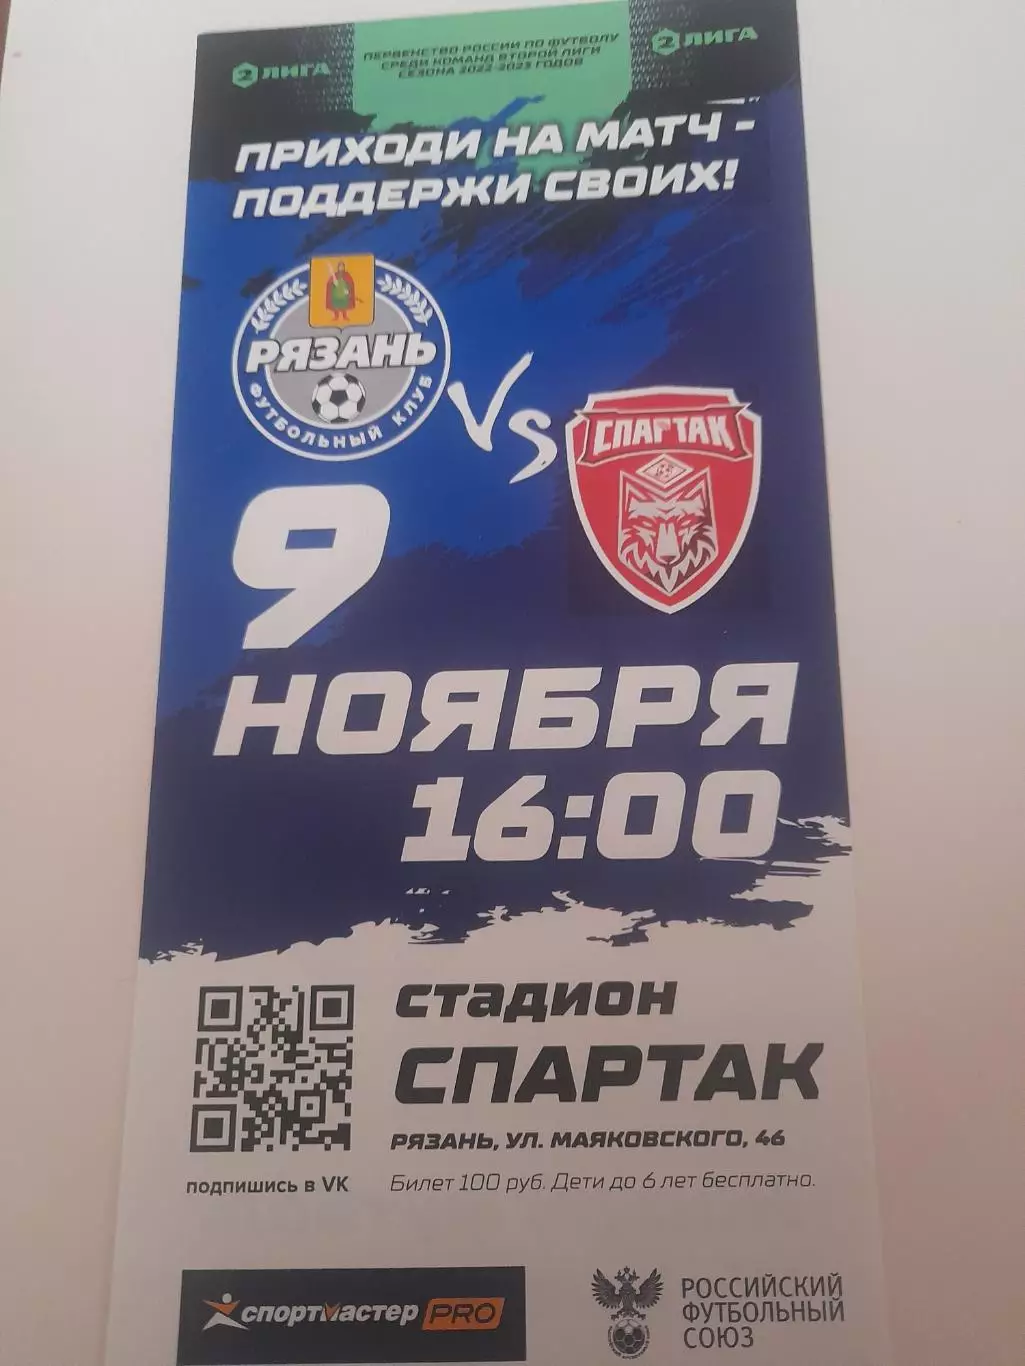 2 ЛИГА
ПЕРВЕНСТВО РОССИИ ПО ФУТБОЛУ
СРЕДИ КОМАНД ВТОРОЙ ЛИГИ
СЕЗОНА 2022-2023 ГОДОВ
2 ЛИГА
ПРИХОДИ НА МАТЧ -
ПОДДЕРЖИ СВОИХ!
РЯЗАНЬ
ФУТБОЛЬНЫЙ КЛУБ
VS
СПАРТАК
9
НОЯБРЯ
16:00
СТАДИОН
СПАРТАК
РЯЗАНЬ, УЛ. МАЯКОВСКОГО, 46
Билет 100 руб. Дети до 6 лет бесплатно.
подпишись в VK
СПОРТМАСТЕР PRO
РОССИЙСКИЙ
ФУТБОЛЬНЫЙ
СОЮЗ